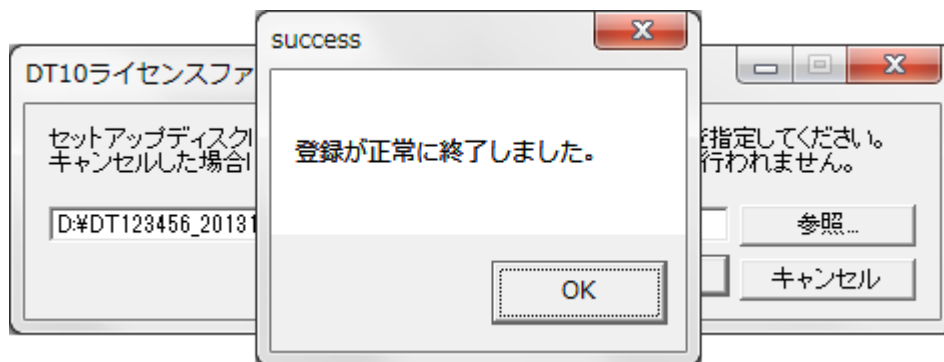 success
登録が正常に終了しました。
OK
DT10ライセンスファ
セットアップディスク 指定してください。
キャンセルした場合 行われません。
D:¥DT123456_20131
参照...
キャンセル